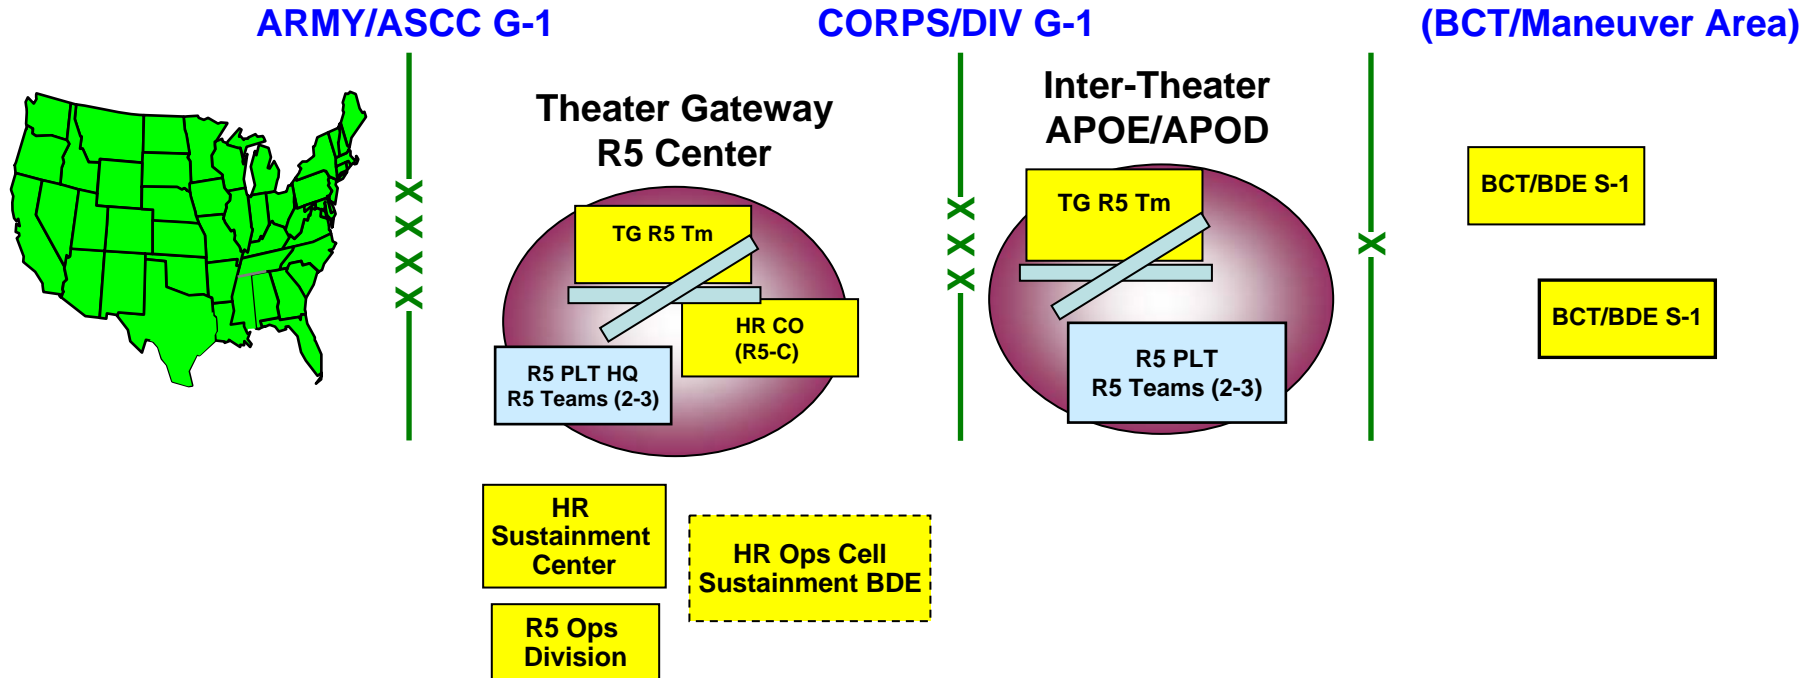 ARMY/ASCC G-1
CORPS/DIV G-1
(BCT/Maneuver Area)
Theater Gateway
R5 Center
Inter-Theater
APOE/APOD
X
X
X
X
X
X
X
X
TG R5 Tm
HR CO
(R5-C)
R5 PLT HQ
R5 Teams (2-3)
TG R5 Tm
R5 PLT
R5 Teams (2-3)
BCT/BDE S-1
BCT/BDE S-1
HR
Sustainment
Center
HR Ops Cell
Sustainment BDE
R5 Ops
Division